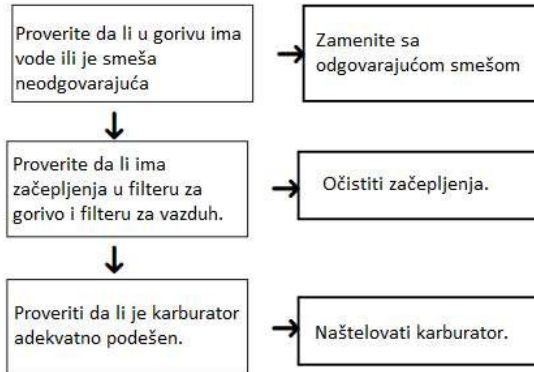 Proverite da li u gorivu ima
vode ili je smeša
neodgovarajuća
Zamenite sa
odgovarajućom smešom
Proverite da li ima
začepljenja u filteru za
gorivo i filteru za vazduh.
Očistiti začepljenja.
Proveriti da li je karburator
adekvatno podešen.
Naštelovati karburator.